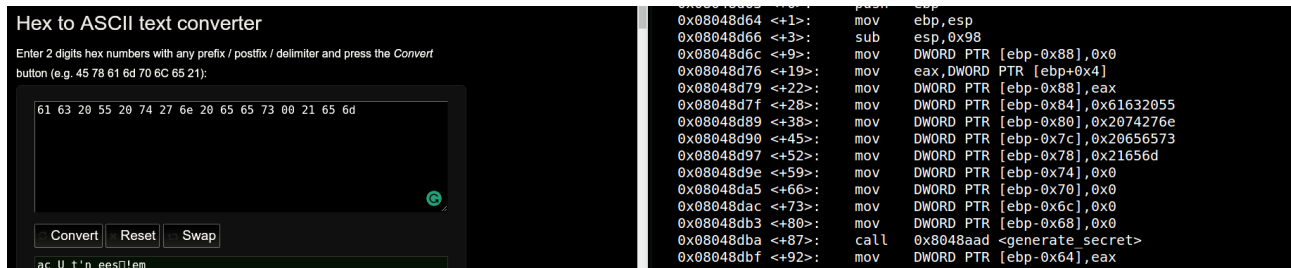 Hex to ASCII text converter
Enter 2 digits hex numbers with any prefix / postfix / delimiter and press the Convert
button (e.g. 45 78 61 6d 70 6C 65 21):
61 63 20 55 20 74 27 6e 20 65 65 73 00 21 65 6d
Convert Reset Swap
ac U t'n ees□!em
0x08048d63 <+0>: push ebp
0x08048d64 <+1>: mov ebp,esp
0x08048d66 <+3>: sub esp,0x98
0x08048d6c <+9>: mov DWORD PTR [ebp-0x88],0x0
0x08048d76 <+19>: mov eax,DWORD PTR [ebp+0x4]
0x08048d79 <+22>: mov DWORD PTR [ebp-0x88],eax
0x08048d7f <+28>: mov DWORD PTR [ebp-0x84],0x61632055
0x08048d89 <+38>: mov DWORD PTR [ebp-0x80],0x2074276e
0x08048d90 <+45>: mov DWORD PTR [ebp-0x7c],0x20656573
0x08048d97 <+52>: mov DWORD PTR [ebp-0x78],0x21656d
0x08048d9e <+59>: mov DWORD PTR [ebp-0x74],0x0
0x08048da5 <+66>: mov DWORD PTR [ebp-0x70],0x0
0x08048dac <+73>: mov DWORD PTR [ebp-0x6c],0x0
0x08048db3 <+80>: mov DWORD PTR [ebp-0x68],0x0
0x08048dba <+87>: call 0x8048aad <generate_secret>
0x08048dbf <+92>: mov DWORD PTR [ebp-0x64],eax